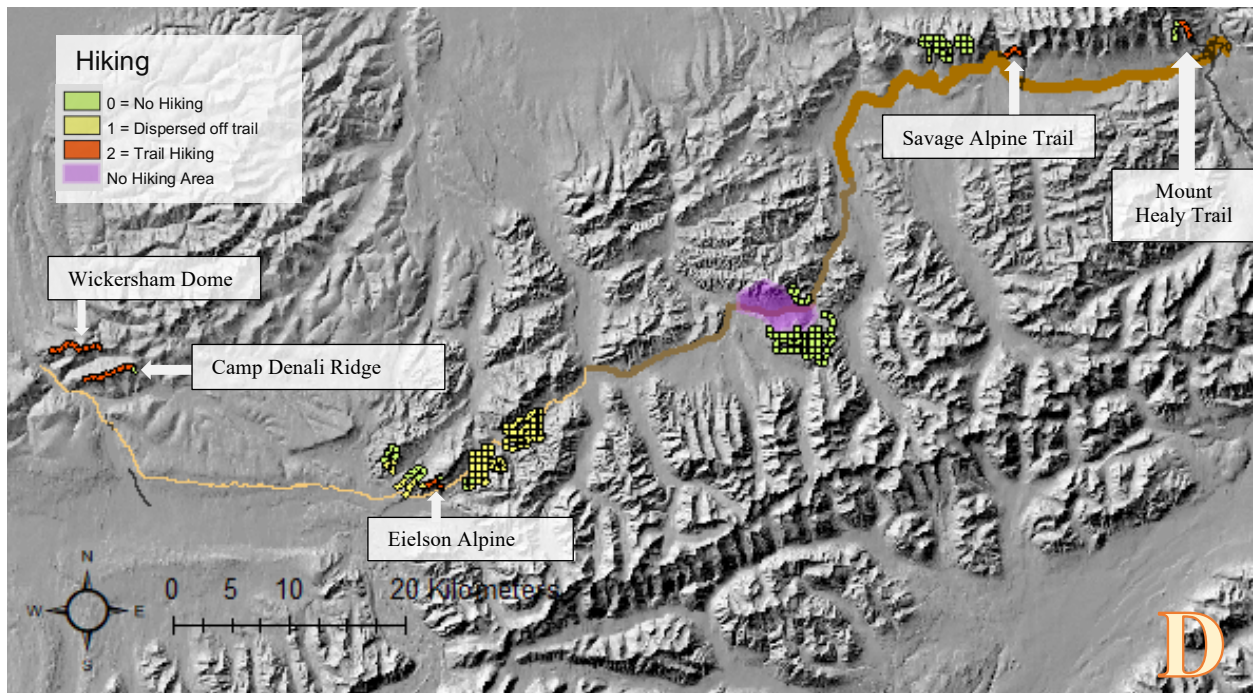 Hiking
0 = No Hiking
1 = Dispersed off trail
2 = Trail Hiking
No Hiking Area
Savage Alpine Trail
Mount
Healy Trail
Wickersham Dome
Camp Denali Ridge
Eielson Alpine
N
W E
S
0 5 10 20 Kilometers
D